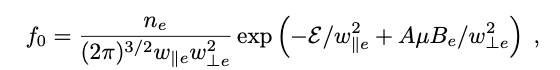 f_0 = \frac{n_e}{(2\pi)^{3/2} w_{\parallel e} w_{\perp e}^2} \exp\left(-\mathcal{E}/w_{\parallel e}^2 + A\mu B_e/w_{\perp e}^2\right) ,